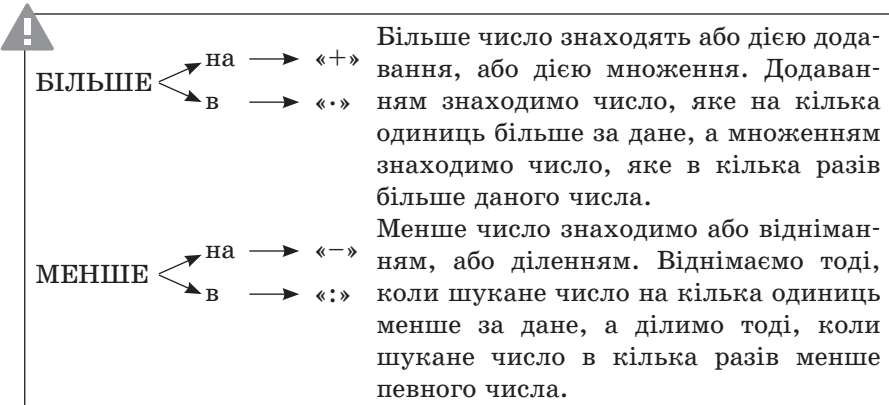 БІЛЬШЕ
на → «+»
в → «·»
Більше число знаходять або дією дода-
вання, або дією множення. Додаван-
ням знаходимо число, яке на кілька
одиниць більше за дане, а множенням
знаходимо число, яке в кілька разів
більше даного числа.
МЕНШЕ
на → «−»
в → «:»
Менше число знаходимо або відніман-
ням, або діленням. Віднімаємо тоді,
коли шукане число на кілька одиниць
менше за дане, а ділимо тоді, коли
шукане число в кілька разів менше
певного числа.